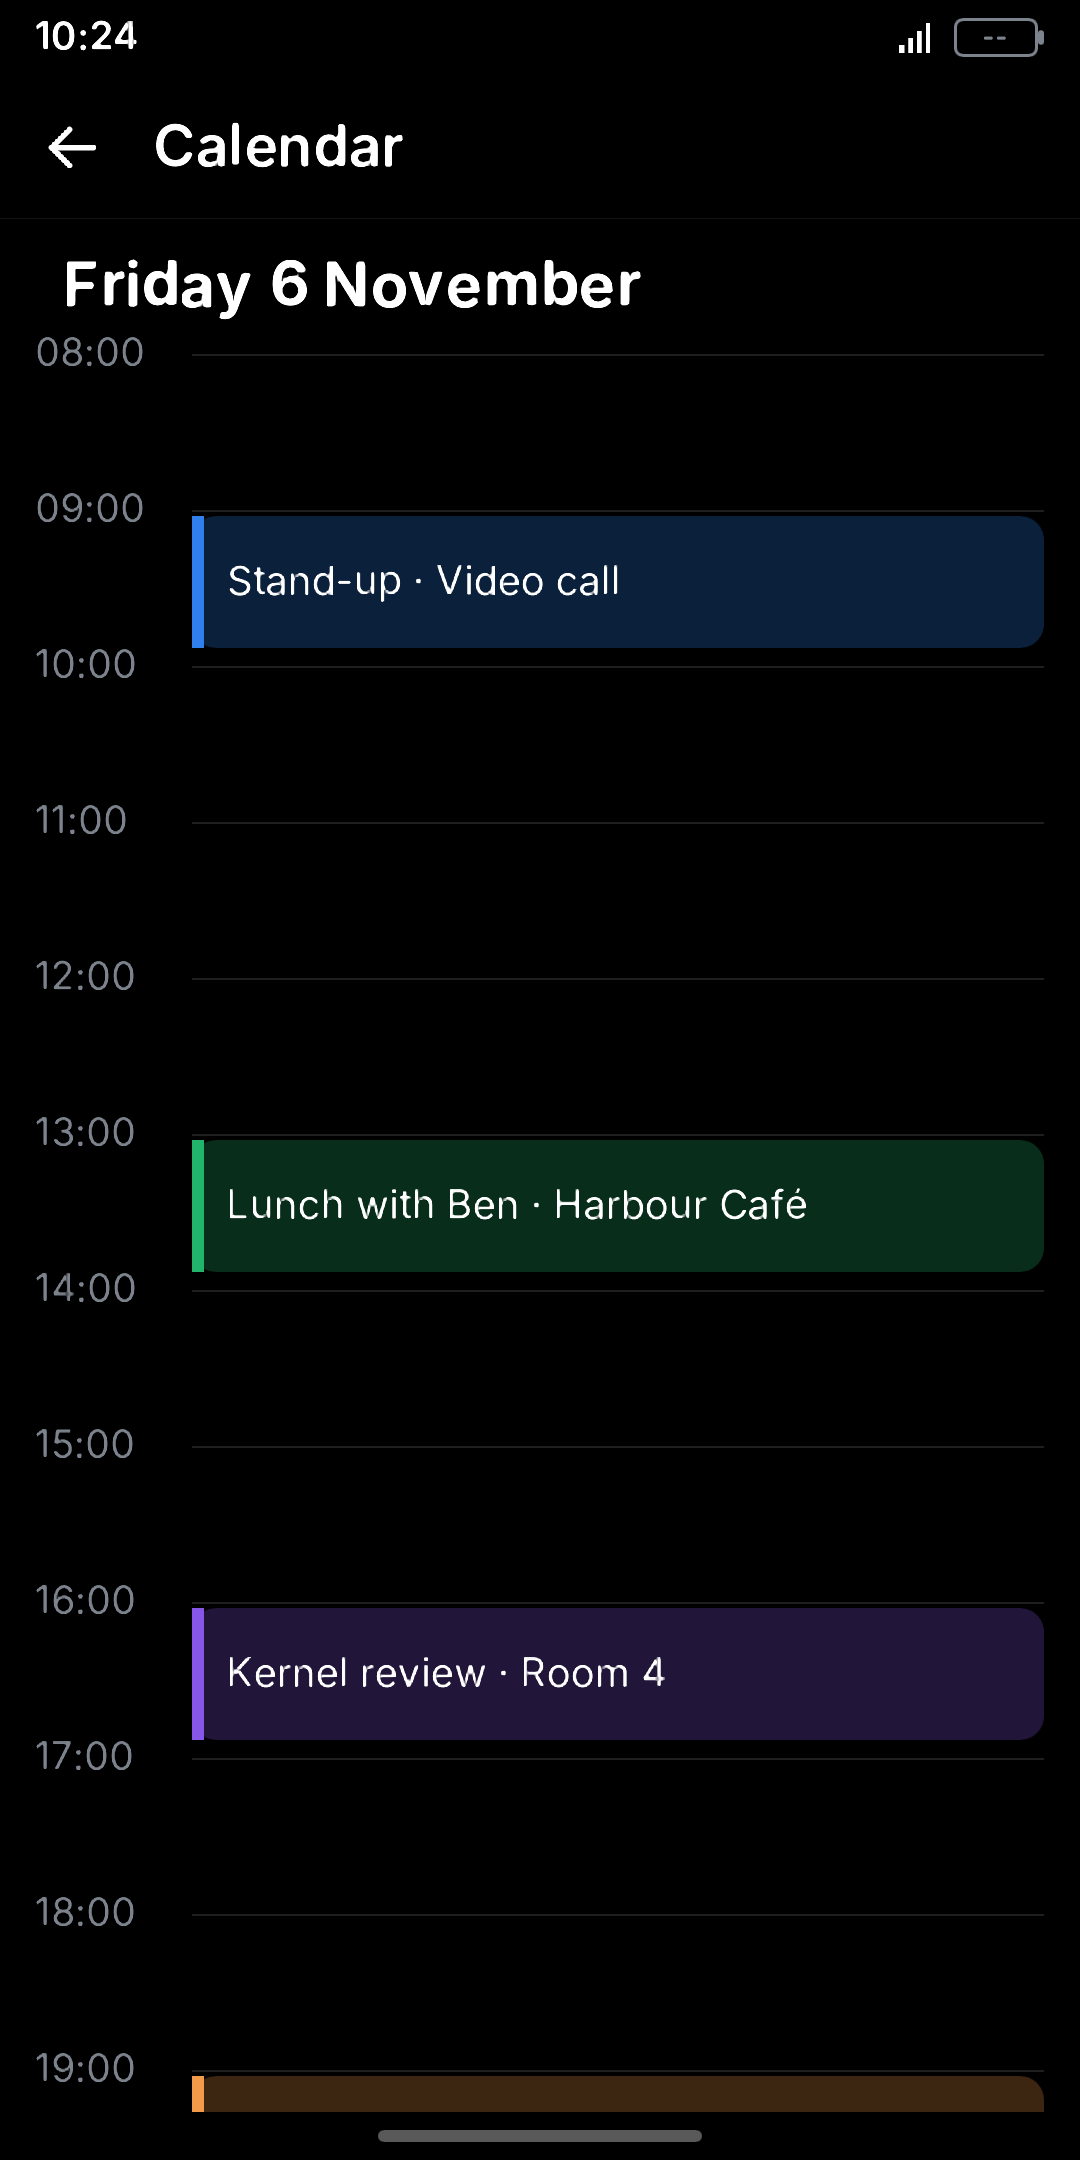 10:24
--
Calendar
Friday 6 November
08:00
09:00
Stand-up · Video call
10:00
11:00
12:00
13:00
Lunch with Ben · Harbour Café
14:00
15:00
16:00
Kernel review · Room 4
17:00
18:00
19:00